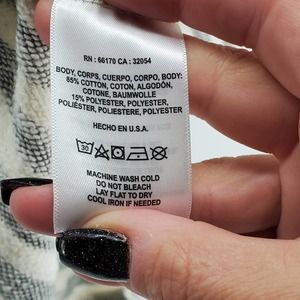 RN : 66170 CA : 32054
BODY, CORPS, CUERPO, CORPO, BODY:
85% COTTON, COTON, ALGODÓN,
COTONE, BAUMWOLLE
15% POLYESTER, POLYESTER,
POLIÉSTER, POLIESTERE, POLYESTER
HECHO EN U.S.A.
30
MACHINE WASH COLD
DO NOT BLEACH
LAY FLAT TO DRY
COOL IRON IF NEEDED